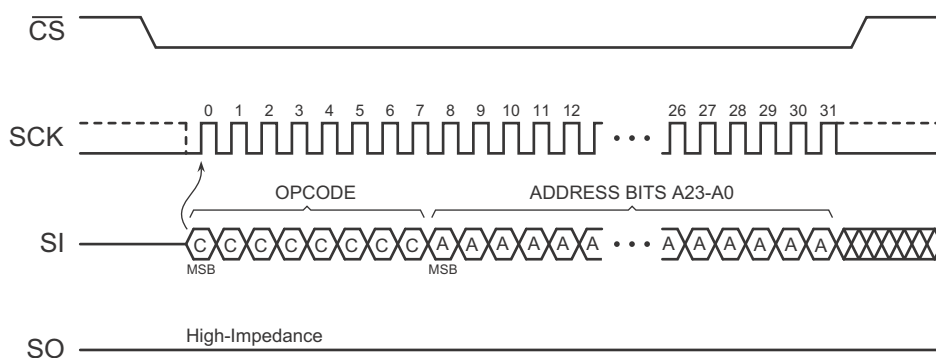 CS
SCK
0 1 2 3 4 5 6 7 8 9 10 11 12 26 27 28 29 30 31
OPCODE ADDRESS BITS A23-A0
SI C C C C C C C C A A A A A A • • • A A A A A A
MSB MSB
High-Impedance
SO